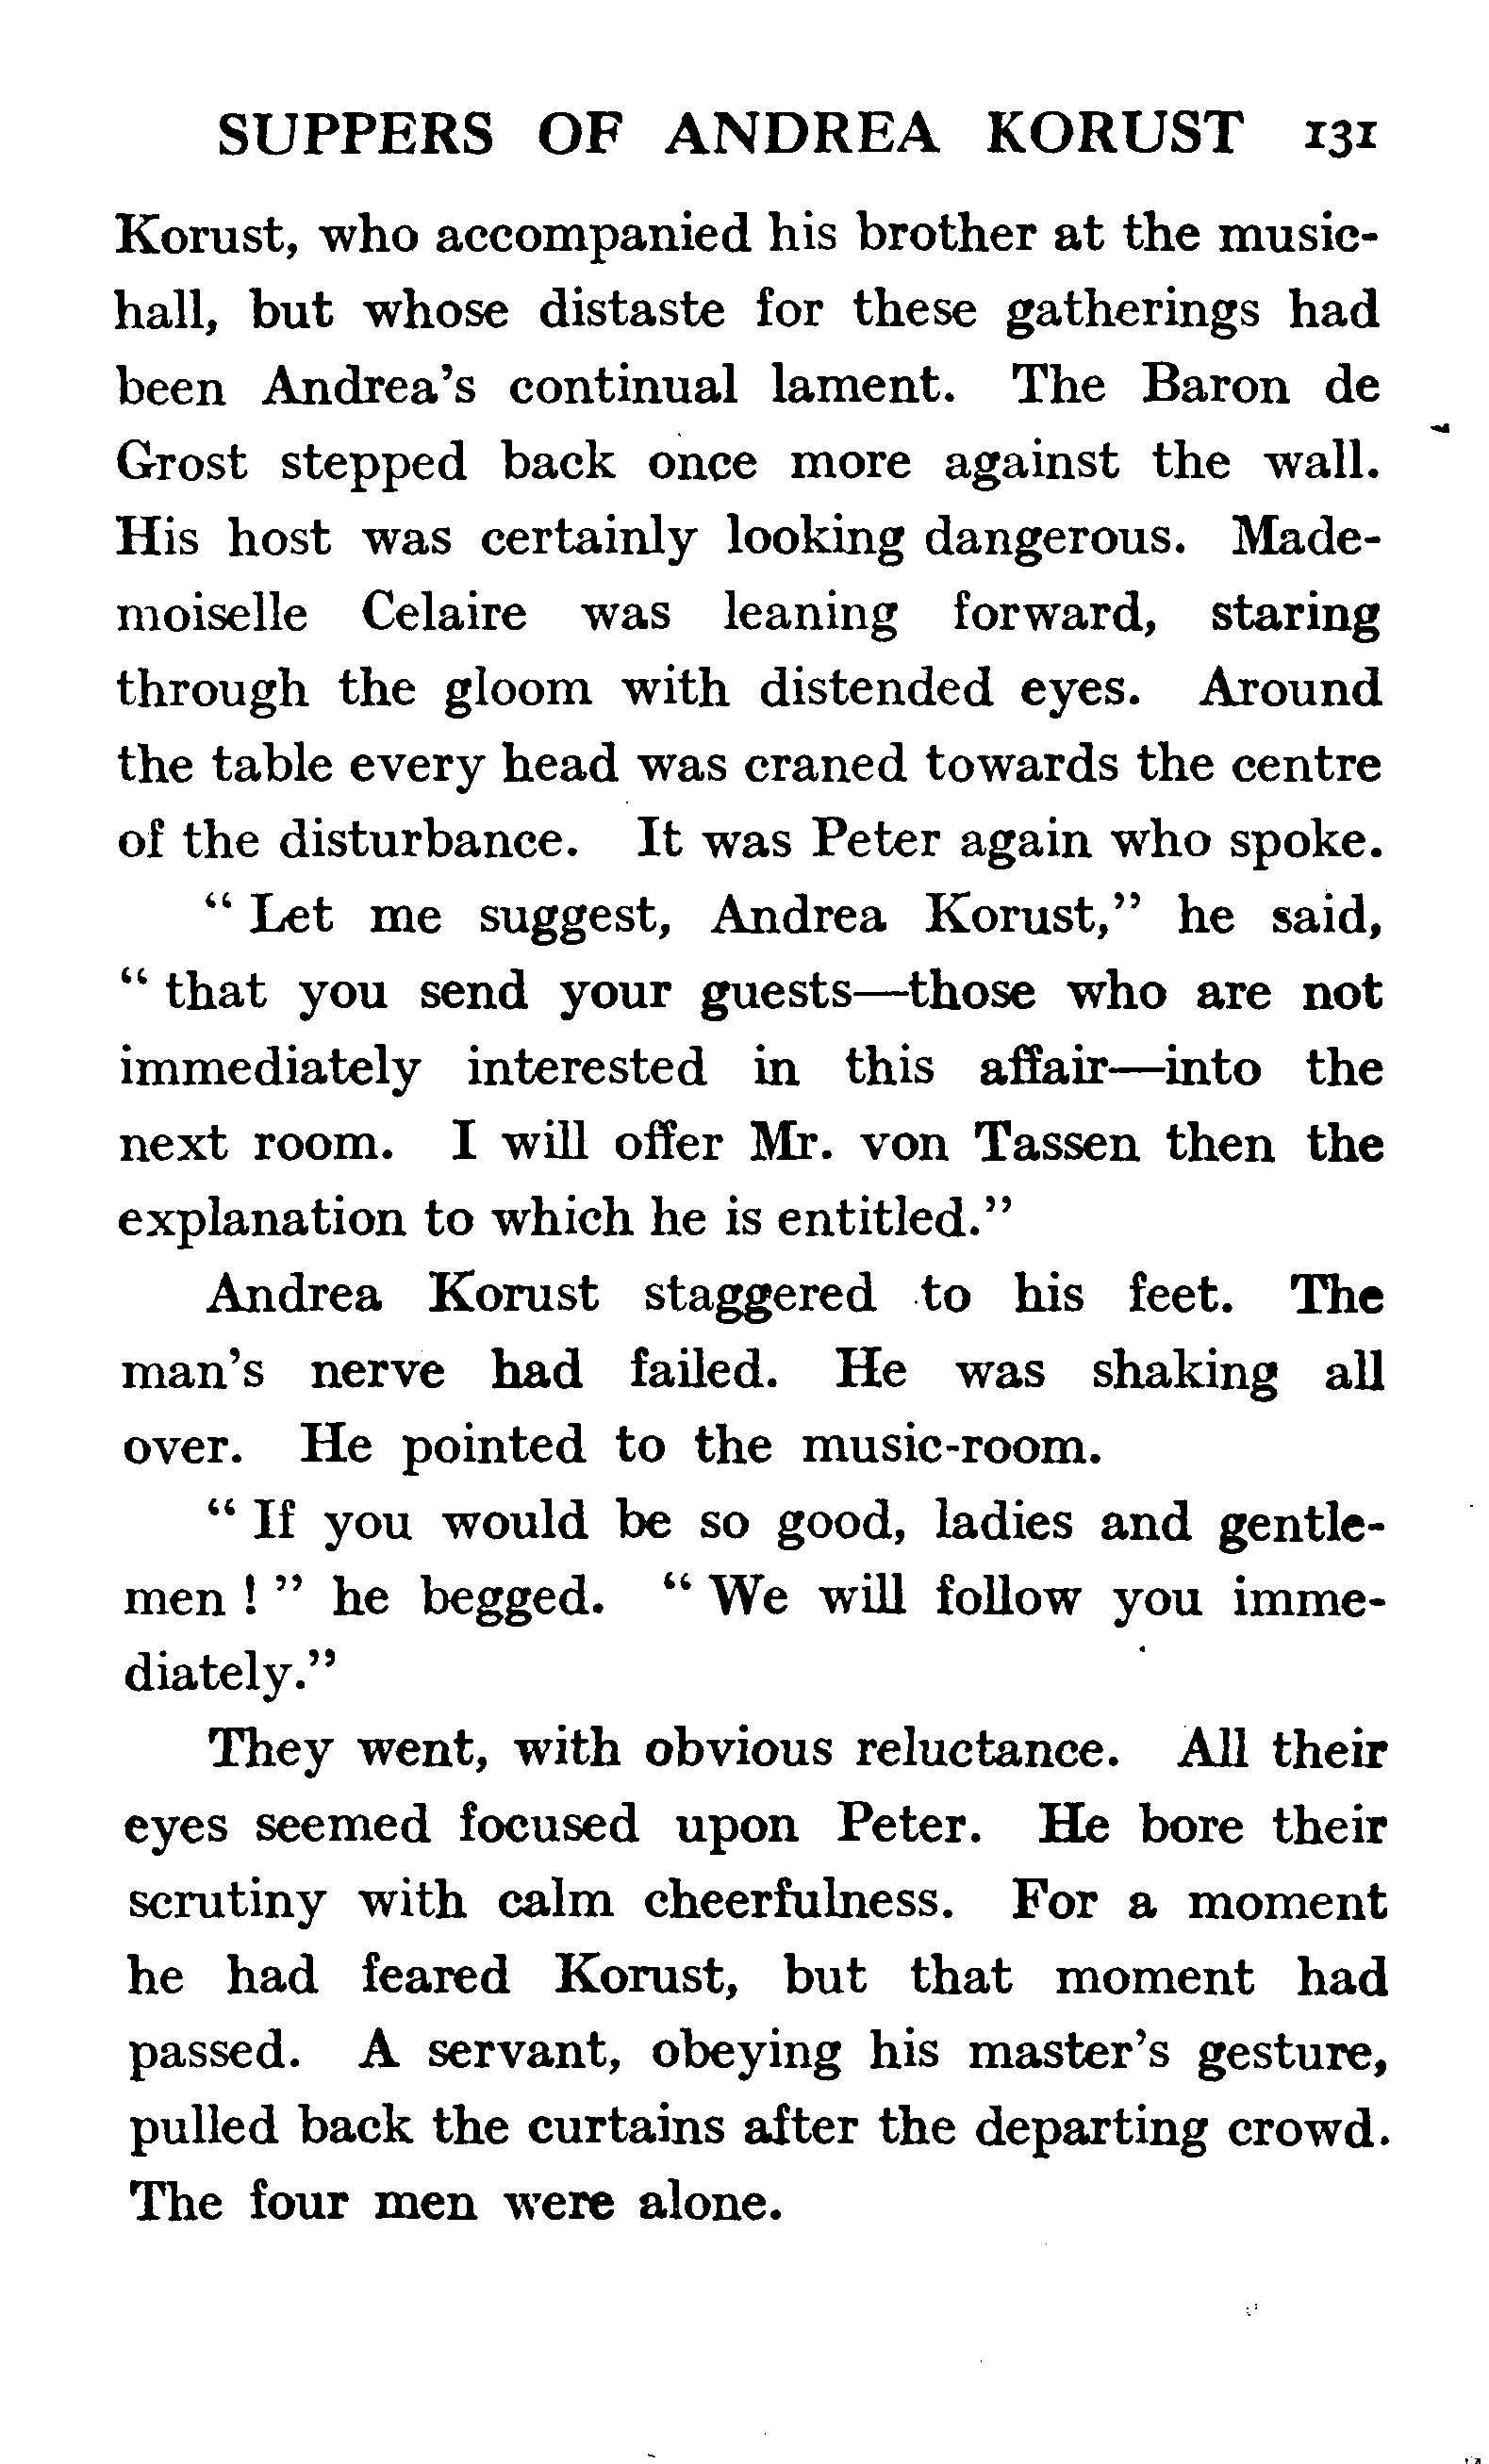 SUPPERS OF ANDREA KORUST 131
Korust, who accompanied his brother at the music-
hall, but whose distaste for these gatherings had
been Andrea's continual lament. The Baron de
Grost stepped back once more against the wall.
His host was certainly looking dangerous. Made-
moiselle Celaire was leaning forward, staring
through the gloom with distended eyes. Around
the table every head was craned towards the centre
of the disturbance. It was Peter again who spoke.
“ Let me suggest, Andrea Korust,” he said,
“ that you send your guests—those who are not
immediately interested in this affair—into the
next room. I will offer Mr. von Tassen then the
explanation to which he is entitled.”
Andrea Korust staggered to his feet. The
man's nerve had failed. He was shaking all
over. He pointed to the music-room.
“ If you would be so good, ladies and gentle-
men ! ” he begged. “ We will follow you imme-
diately.”
They went, with obvious reluctance. All their
eyes seemed focused upon Peter. He bore their
scrutiny with calm cheerfulness. For a moment
he had feared Korust, but that moment had
passed. A servant, obeying his master's gesture,
pulled back the curtains after the departing crowd.
The four men were alone.